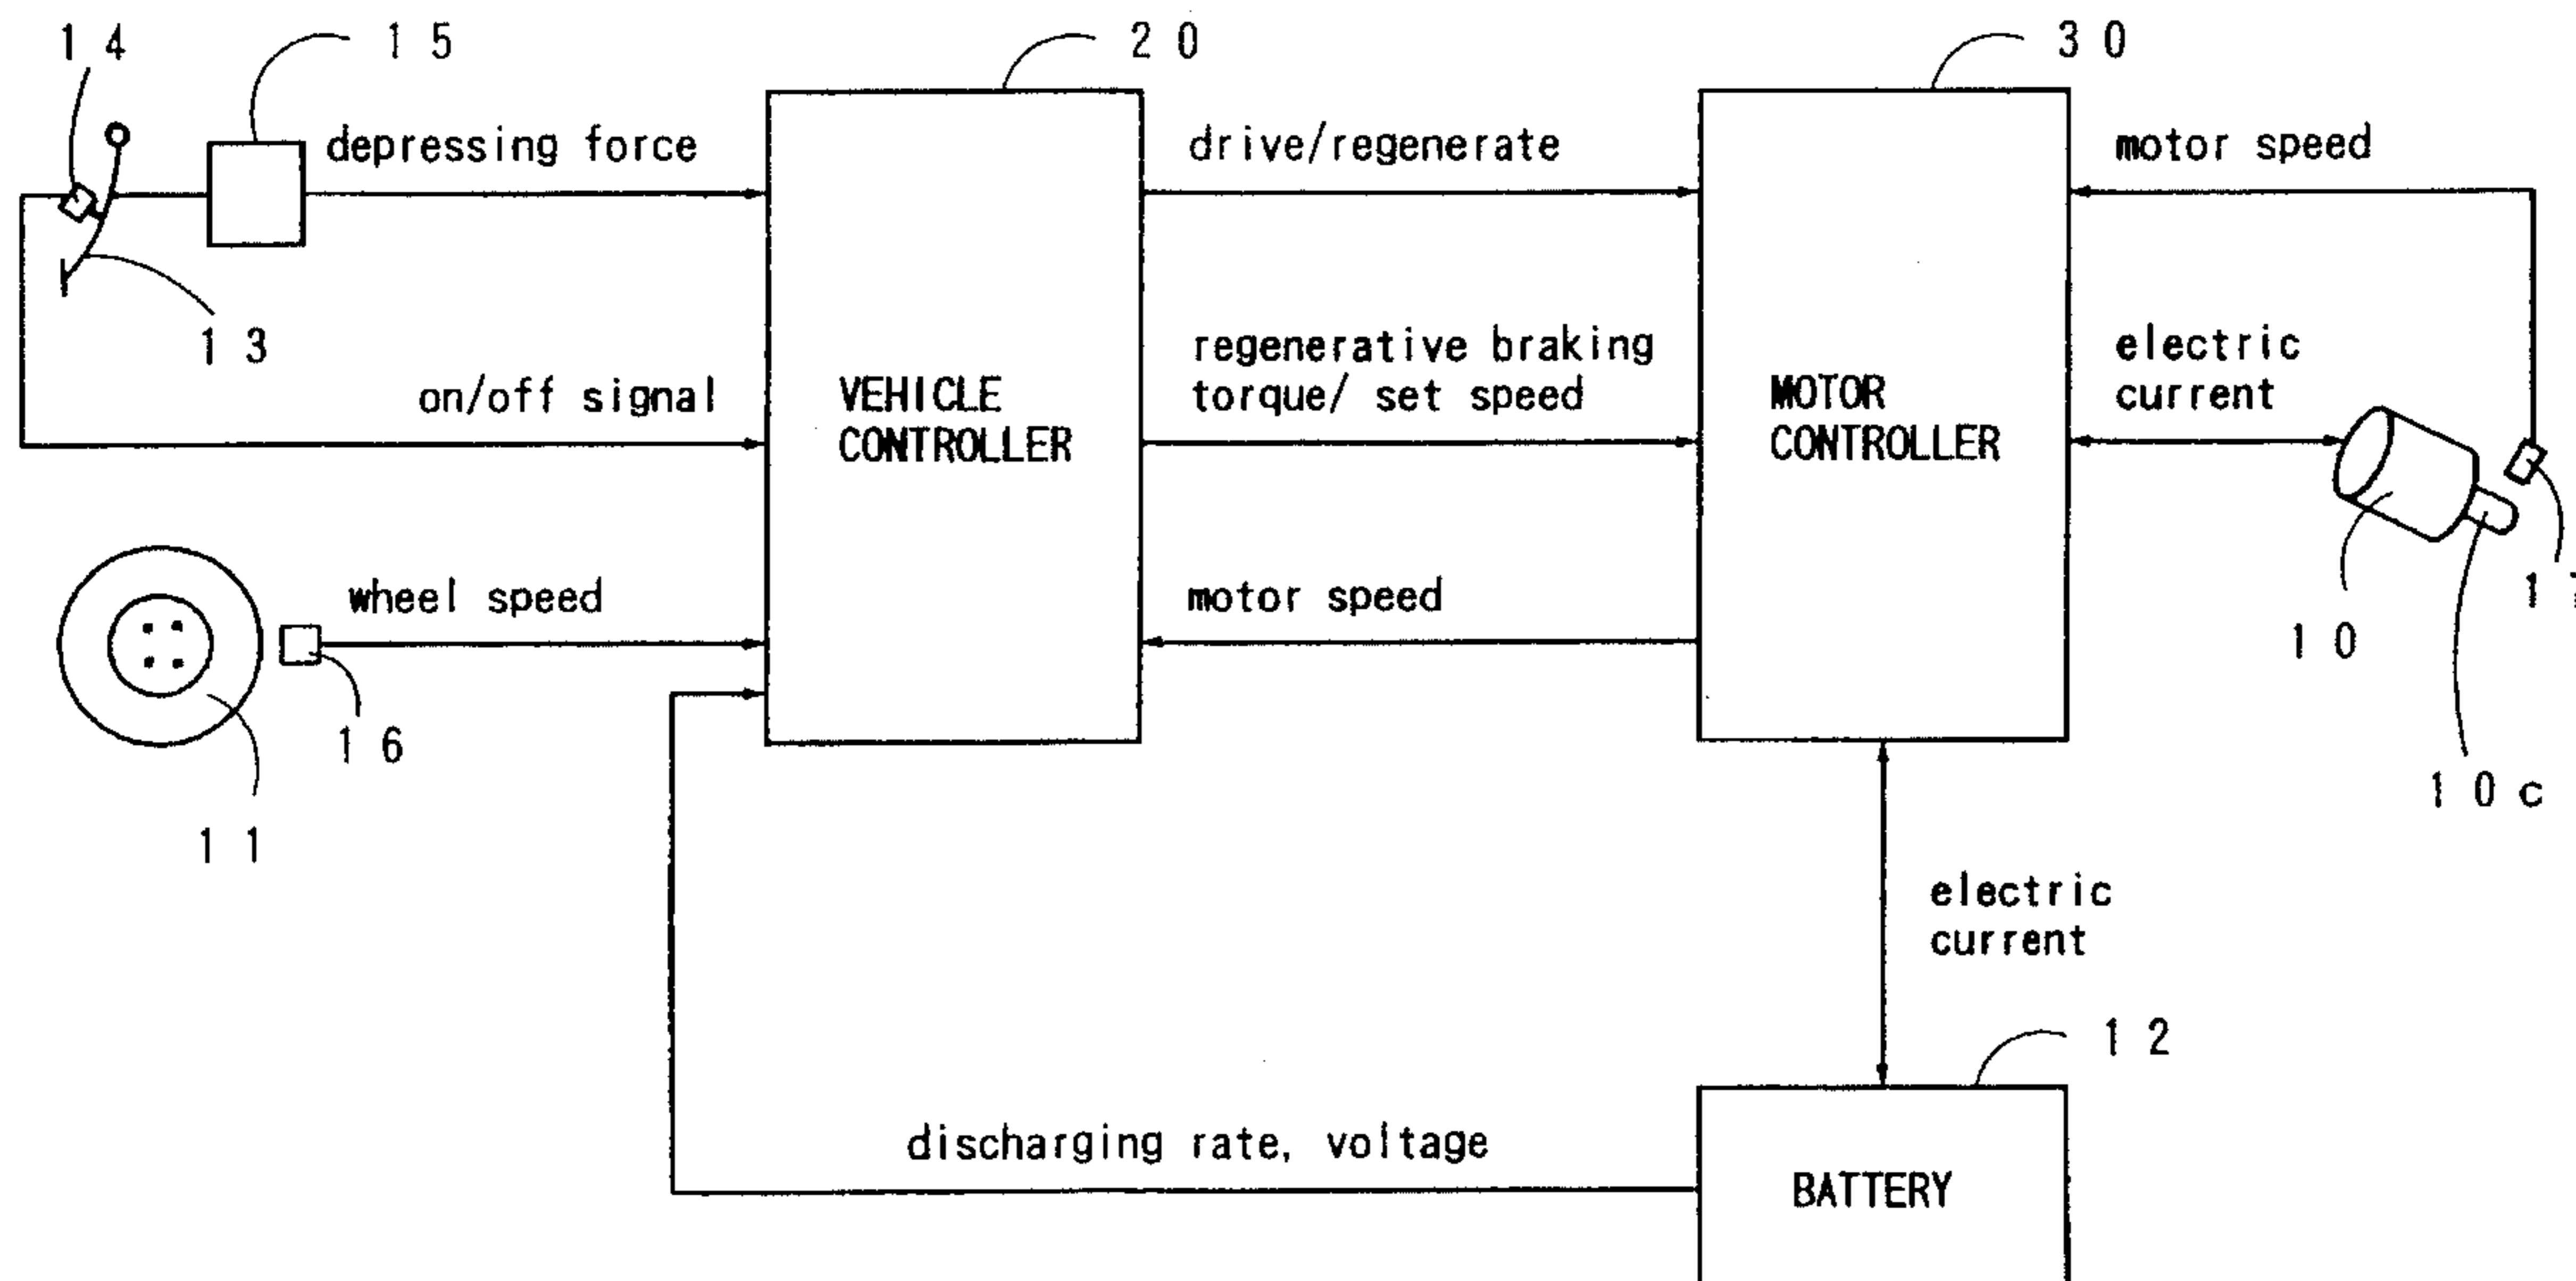 14
15
20
30
depressing force
drive/regenerate
motor speed
13
on/off signal
VEHICLE
CONTROLLER
regenerative braking
torque/ set speed
MOTOR
CONTROLLER
electric
current
wheel speed
motor speed
10
16
11
10c
electric
current
12
discharging rate, voltage
BATTERY